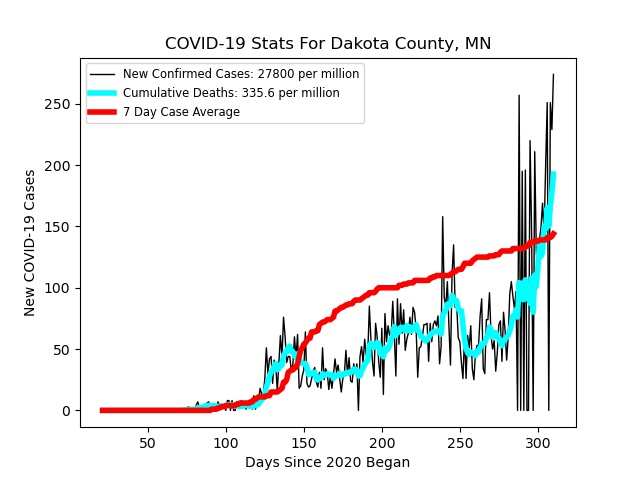 COVID-19 Stats For Dakota County, MN
New Confirmed Cases: 27800 per million
Cumulative Deaths: 335.6 per million
7 Day Case Average
250
200
150
100
50
0
New COVID-19 Cases
50 100 150 200 250 300
Days Since 2020 Began